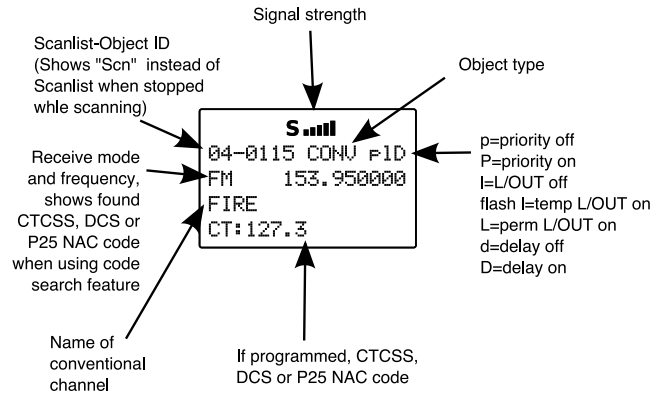 Signal strength
Scanlist-Object ID
(Shows "Scn" instead of
Scanlist when stopped
whle scanning)
Object type
S
04-0115 CONV plD
FM 153.950000
FIRE
CT:127.3
Receive mode
and frequency,
shows found
CTCSS, DCS or
P25 NAC code
when using code
search feature
p=priority off
P=priority on
l=L/OUT off
flash l=temp L/OUT on
L=perm L/OUT on
d=delay off
D=delay on
Name of
conventional
channel
If programmed, CTCSS,
DCS or P25 NAC code